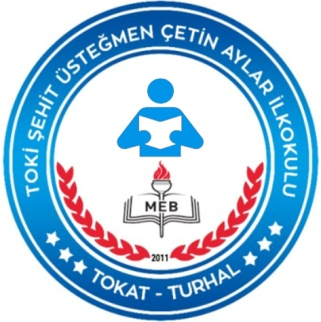 TOKİ ŞEHİT ÜSTEĞMEN ÇETİN AYLAR İLKOKULU
MEB
2011
TOKAT - TURHAL